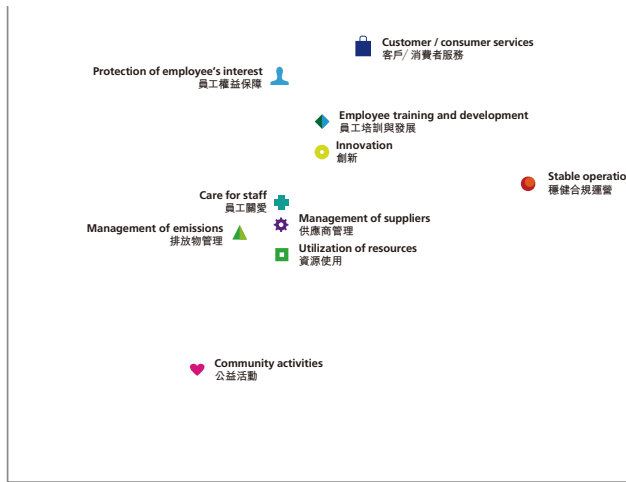 Customer / consumer services
客戶/ 消費者服務
Protection of employee's interest
員工權益保障
Employee training and development
員工培訓與發展
Innovation
創新
Stable operatio
穩健合規運營
Care for staff
員工關愛
Management of suppliers
供應商管理
Management of emissions
排放物管理
Utilization of resources
資源使用
Community activities
公益活動